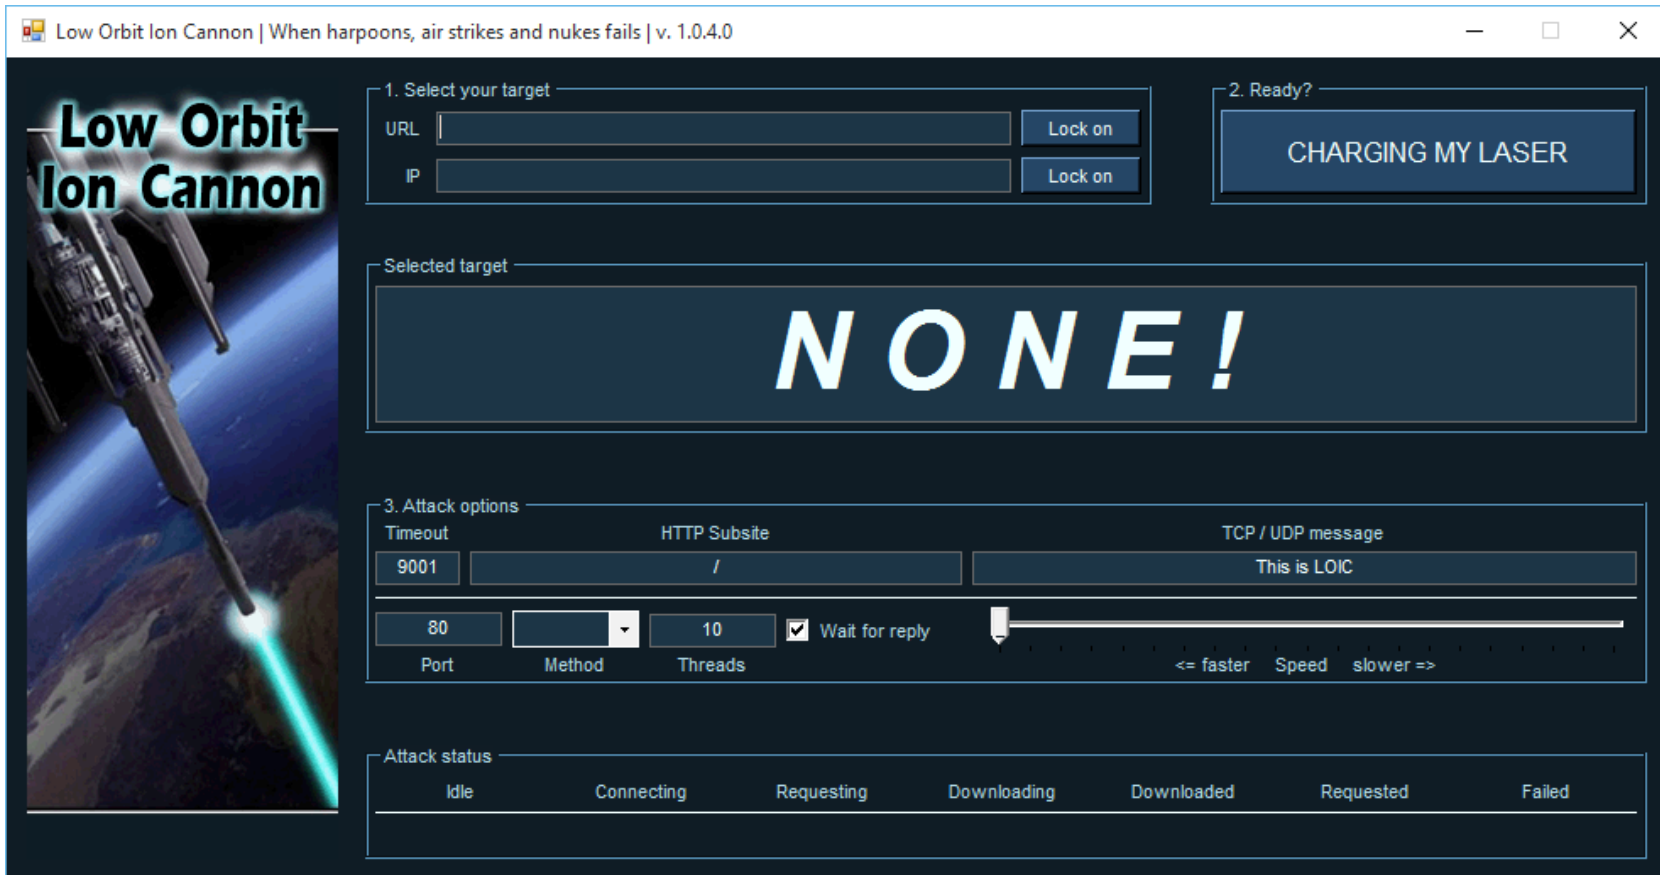 Low Orbit Ion Cannon | When harpoons, air strikes and nukes fails | v. 1.0.4.0
Low Orbit
Ion Cannon
1. Select your target
URL
Lock on
IP
Lock on
2. Ready?
CHARGING MY LASER
Selected target
NONE!
3. Attack options
Timeout HTTP Subsite TCP / UDP message
9001 / This is LOIC
80 10 Wait for reply
Port Method Threads <= faster Speed slower =>
Attack status
Idle Connecting Requesting Downloading Downloaded Requested Failed